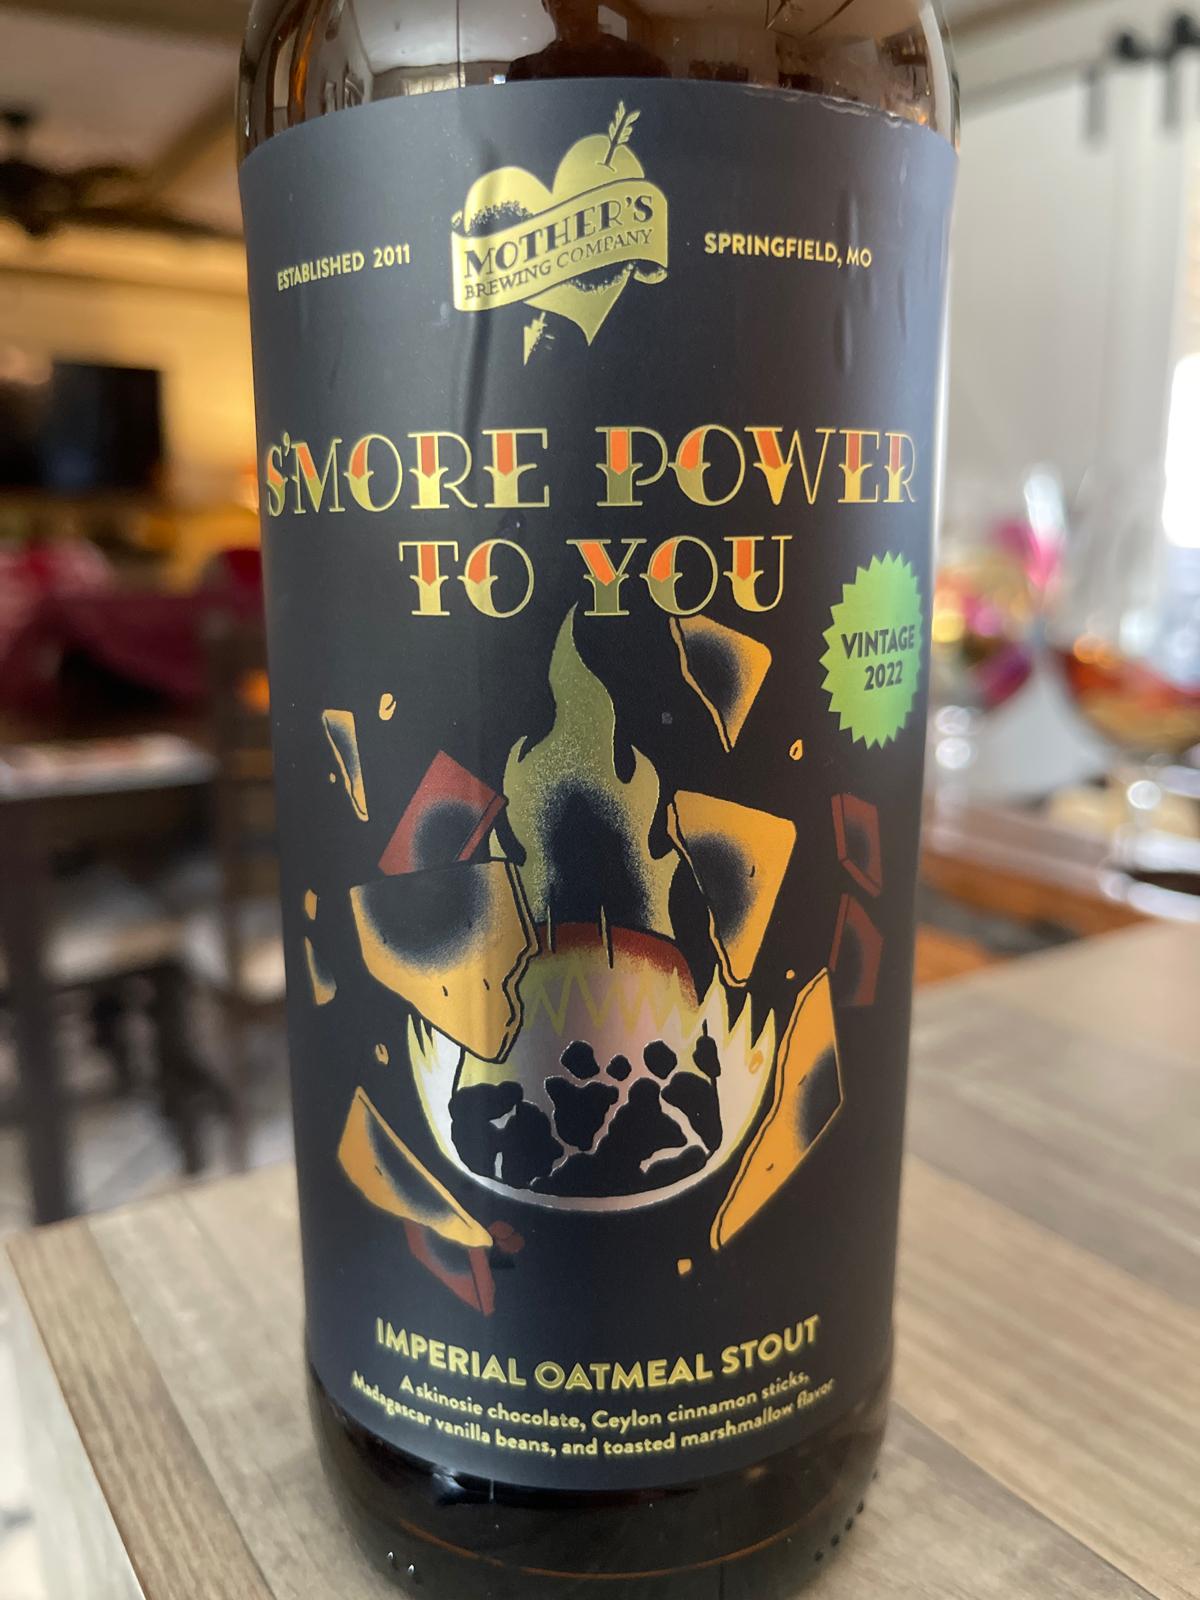 ESTABLISHED 2011
MOTHER'S
BREWING COMPANY
SPRINGFIELD, MO
S'MORE POWER
TO YOU
VINTAGE
2022
IMPERIAL OATMEAL STOUT
Askinosie chocolate, Ceylon cinnamon sticks,
Madagascar vanilla beans, and toasted marshmallow flavor